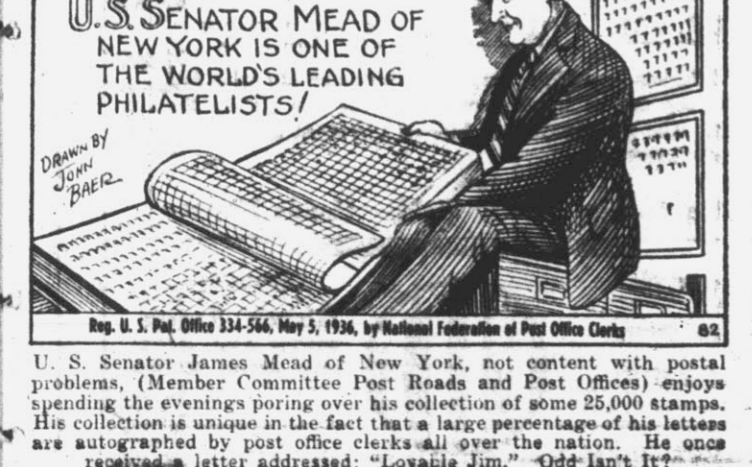 U.S. SENATOR MEAD OF
NEW YORK IS ONE OF
THE WORLD'S LEADING
PHILATELISTS!
DRAWN BY
JOHN
BAER
Reg. U. S. Pat. Office 334-566, May 5, 1936, by National Federation of Post Office Clerks 82
U. S. Senator James Mead of New York, not content with postal
problems, (Member Committee Post Roads and Post Offices) enjoys
spending the evenings poring over his collection of some 25,000 stamps.
His collection is unique in the fact that a large percentage of his letters
are autographed by post office clerks all over the nation. He once
received a letter addressed: "Lovable Jim." Odd Isn't It?